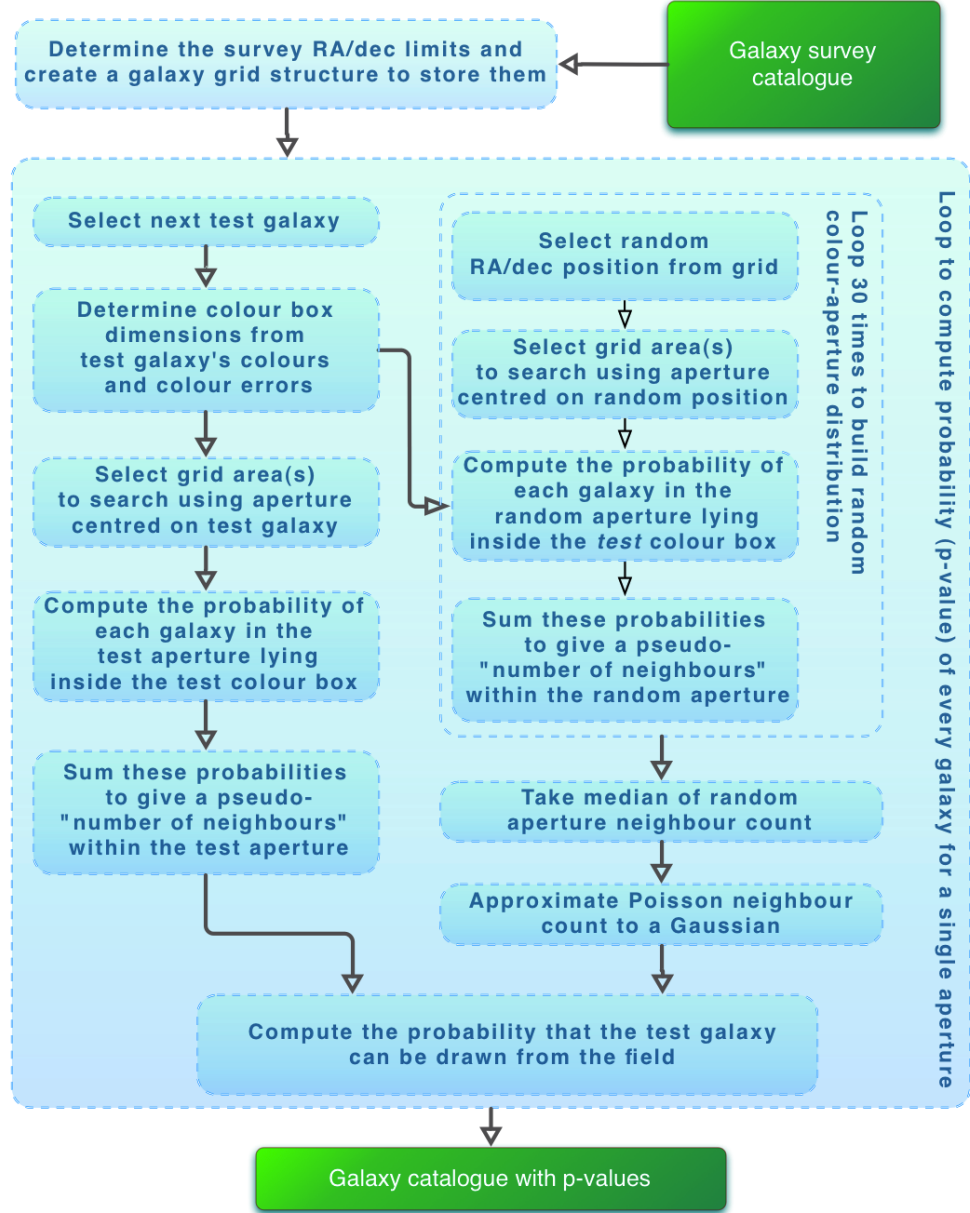 Galaxy survey
catalogue
Determine the survey RA/dec limits and
create a galaxy grid structure to store them
Loop to compute probability (p-value) of every galaxy for a single aperture
Select next test galaxy
Determine colour box
dimensions from
test galaxy's colours
and colour errors
Select grid area(s)
to search using aperture
centred on test galaxy
Compute the probability of
each galaxy in the
test aperture lying
inside the test colour box
Sum these probabilities
to give a pseudo-
"number of neighbours"
within the test aperture
Loop 30 times to build random
colour-aperture distribution
Select random
RA/dec position from grid
Select grid area(s)
to search using aperture
centred on random position
Compute the probability of
each galaxy in the
random aperture lying
inside the test colour box
Sum these probabilities
to give a pseudo-
"number of neighbours"
within the random aperture
Take median of random
aperture neighbour count
Approximate Poisson neighbour
count to a Gaussian
Compute the probability that the test galaxy
can be drawn from the field
Galaxy catalogue with p-values